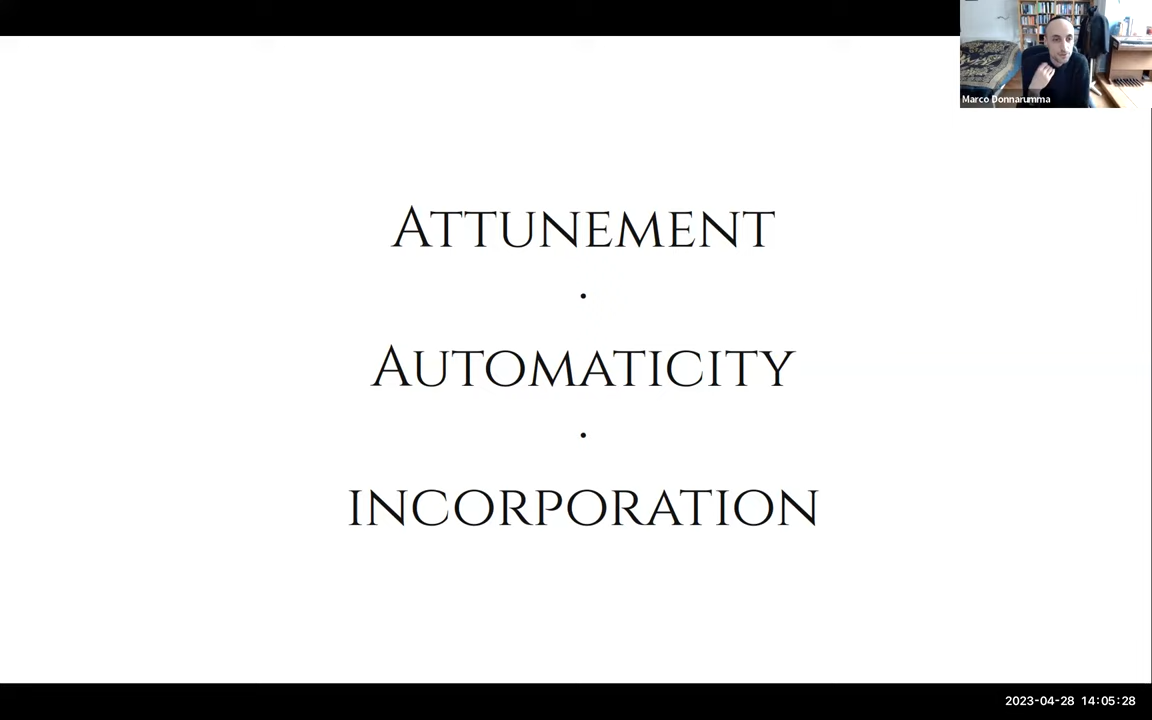 Marco Donnarumma
Attunement
·
Automaticity
·
incorporation
2023-04-28 14:05:28